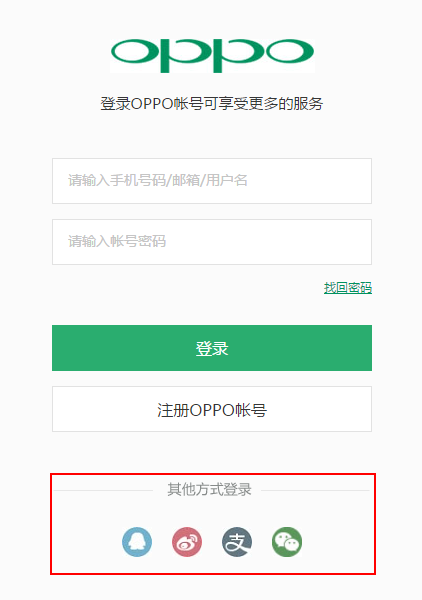 oppo
登录OPPO帐号可享受更多的服务
请输入手机号码/邮箱/用户名
请输入帐号密码
找回密码
登录
注册OPPO帐号
其他方式登录
支